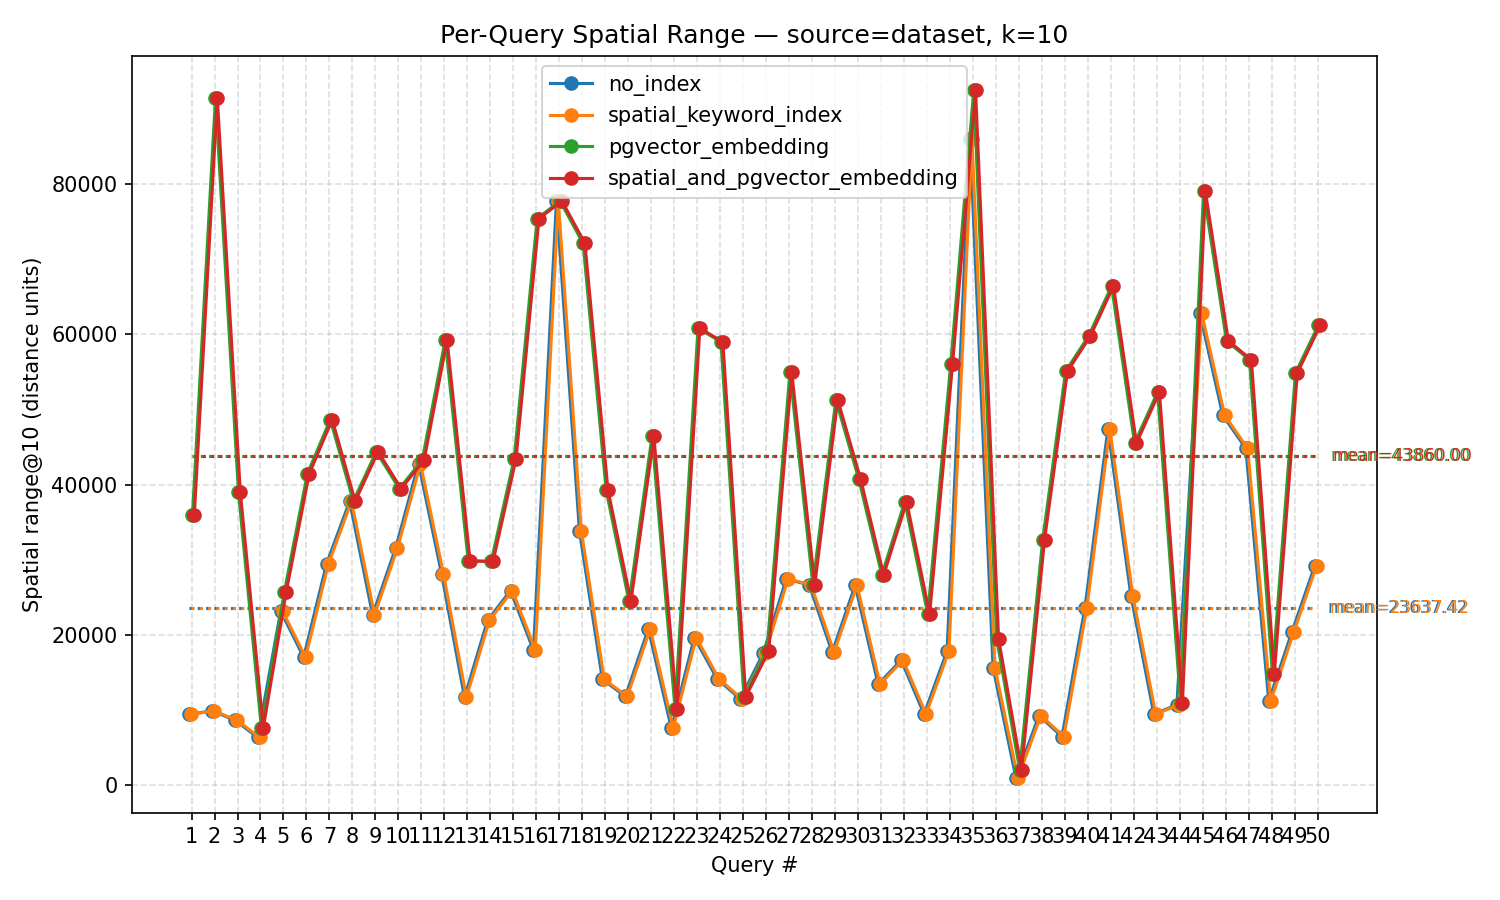 Per-Query Spatial Range — source=dataset, k=10
no_index
spatial_keyword_index
pgvector_embedding
spatial_and_pgvector_embedding
80000
60000
40000
20000
0
Spatial range@10 (distance units)
mean=43860.00
mean=23637.42
1 2 3 4 5 6 7 8 9 10 11 12 13 14 15 16 17 18 19 20 21 22 23 24 25 26 27 28 29 30 31 32 33 34 35 36 37 38 39 40 41 42 43 44 45 46 47 48 49 50
Query #